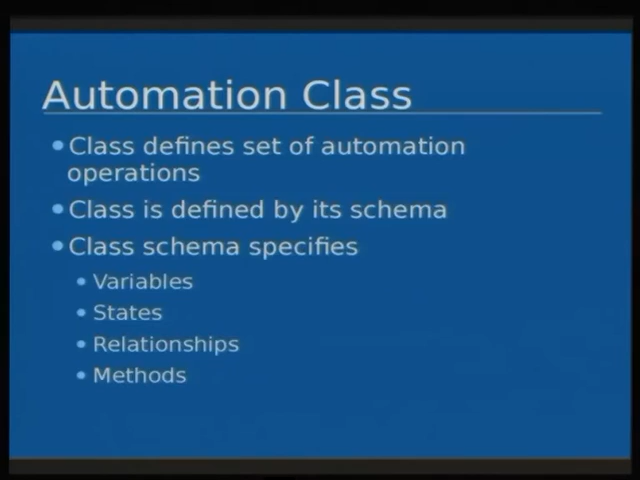 Automation Class
Class defines set of automation
operations
Class is defined by its schema
Class schema specifies
Variables
States
Relationships
Methods